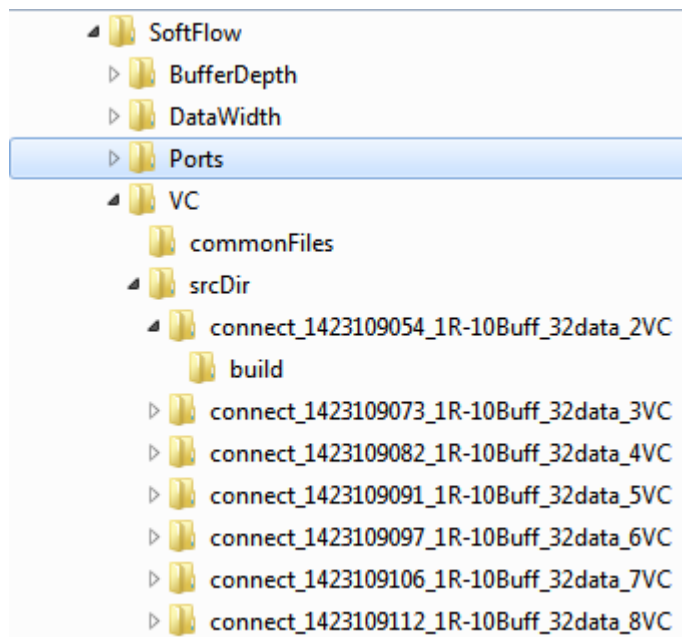 SoftFlow
BufferDepth
DataWidth
Ports
VC
commonFiles
srcDir
connect_1423109054_1R-10Buff_32data_2VC
build
connect_1423109073_1R-10Buff_32data_3VC
connect_1423109082_1R-10Buff_32data_4VC
connect_1423109091_1R-10Buff_32data_5VC
connect_1423109097_1R-10Buff_32data_6VC
connect_1423109106_1R-10Buff_32data_7VC
connect_1423109112_1R-10Buff_32data_8VC